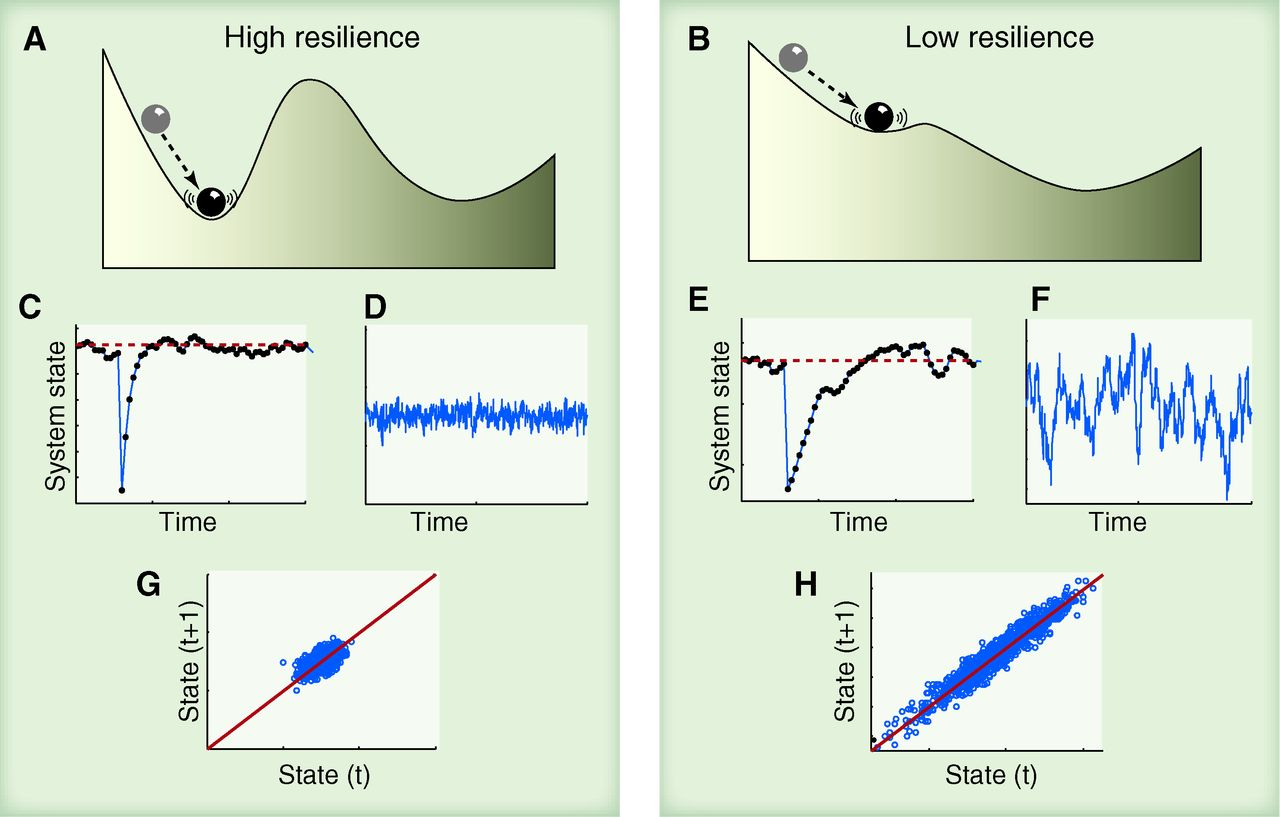 A
High resilience
B
Low resilience
C
System state
Time
D
Time
E
System state
Time
F
Time
G
State (t+1)
State (t)
H
State (t+1)
State (t)